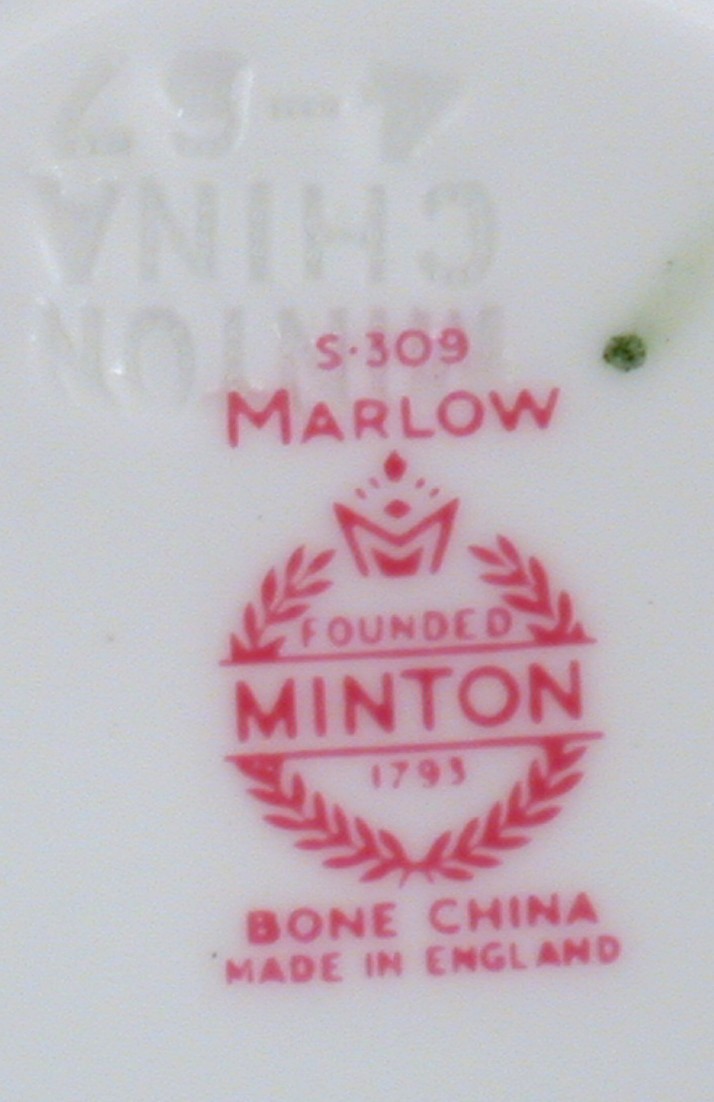 CHINA
MINTON
S·309
MARLOW
FOUNDED
MINTON
1793
BONE CHINA
MADE IN ENGLAND